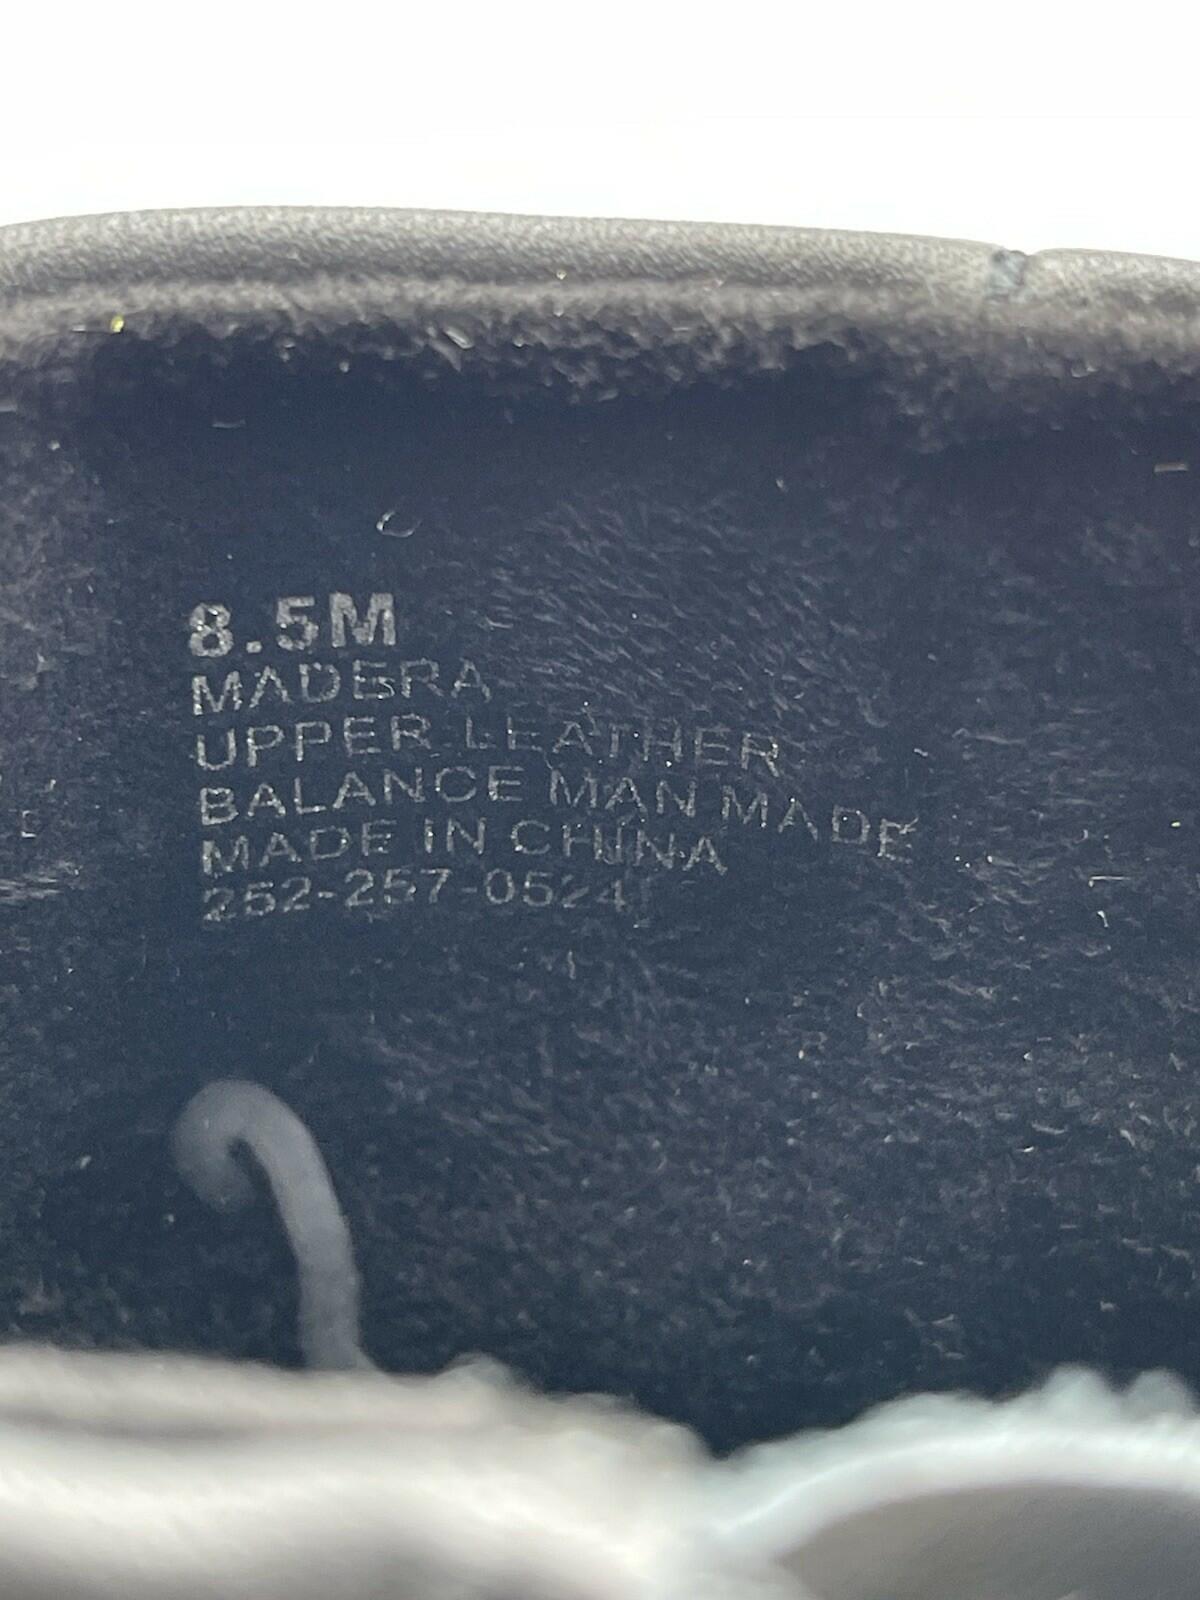 8.5M
MADERA
UPPER LEATHER
BALANCE MAN MADE
MADE IN CHINA
252-257-0524